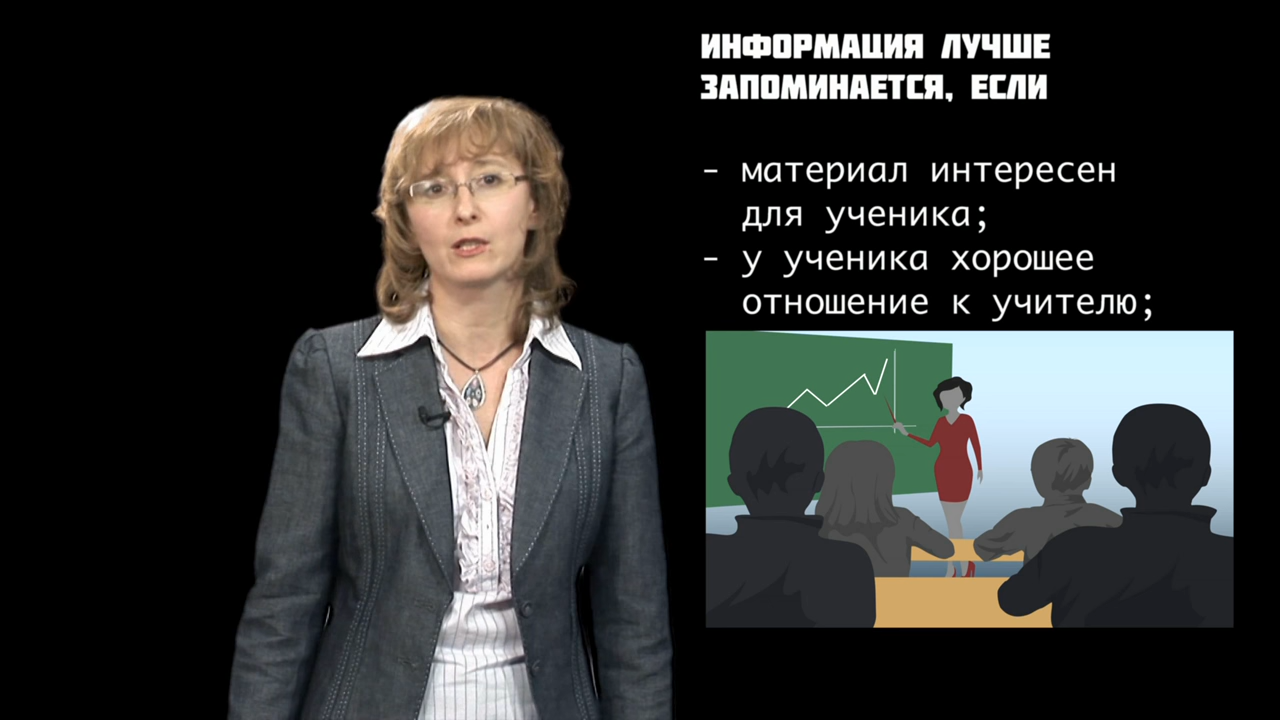 ИНФОРМАЦИЯ ЛУЧШЕ
ЗАПОМИНАЕТСЯ, ЕСЛИ
- материал интересен
для ученика;
- у ученика хорошее
отношение к учителю;